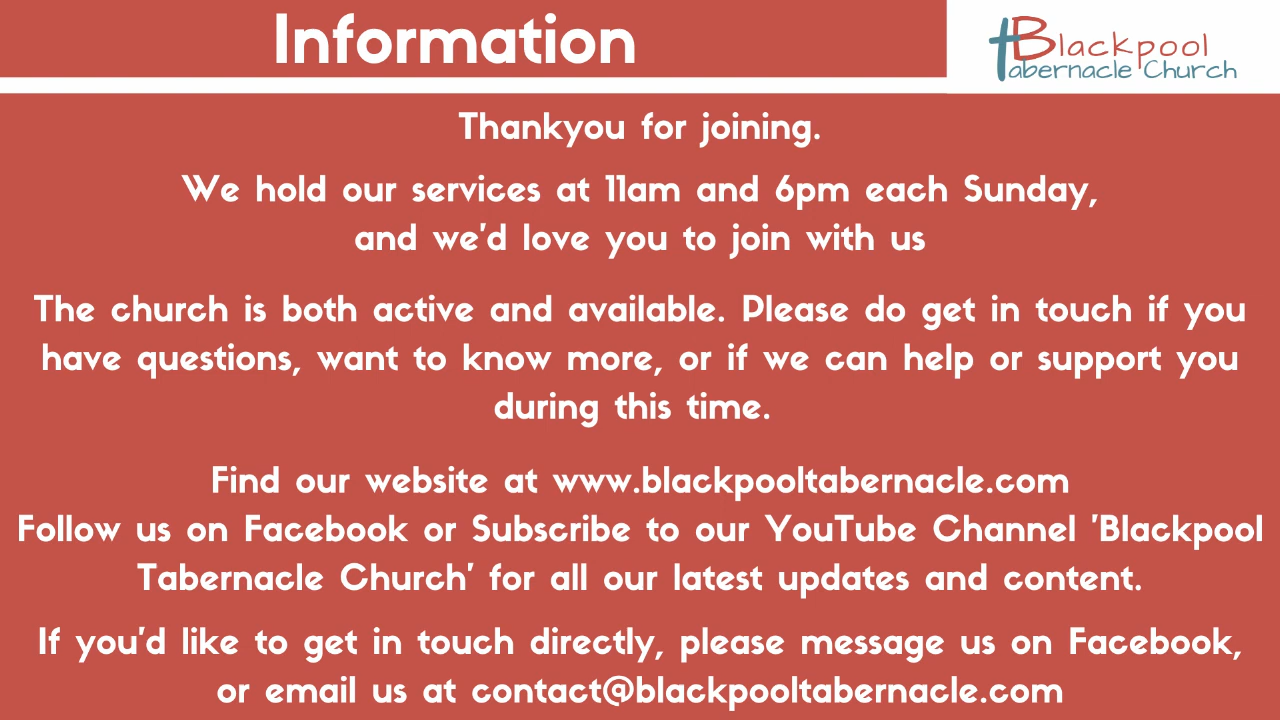 Information
Blackpool
Tabernacle Church
Thankyou for joining.
We hold our services at 11am and 6pm each Sunday,
and we'd love you to join with us
The church is both active and available. Please do get in touch if you
have questions, want to know more, or if we can help or support you
during this time.
Find our website at www.blackpooltabernacle.com
Follow us on Facebook or Subscribe to our YouTube Channel 'Blackpool
Tabernacle Church' for all our latest updates and content.
If you'd like to get in touch directly, please message us on Facebook,
or email us at contact@blackpooltabernacle.com